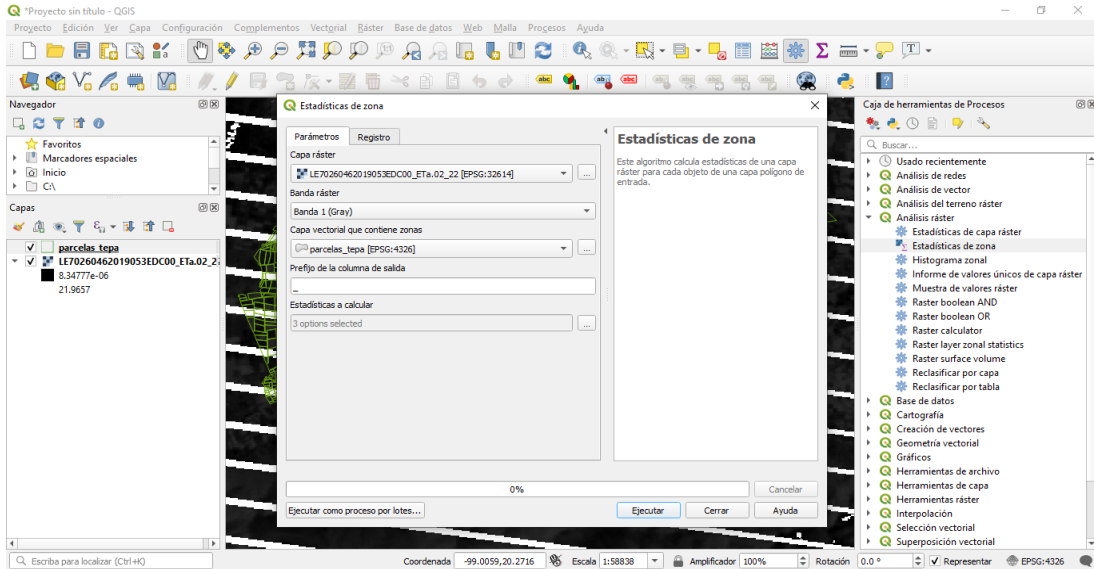 *Proyecto sin título - QGIS
Proyecto Edición Ver Capa Configuración Complementos Vectorial Ráster Base de datos Web Malla Procesos Ayuda
Navegador
Favoritos
Marcadores espaciales
Inicio
C:\
Capas
parcelas_tepa
LE70260462019053EDC00_ETa.02_2
8.34777e-06
21.9657
Estadísticas de zona
Parámetros Registro
Capa ráster
LE70260462019053EDC00_ETa.02_22 [EPSG:32614]
Banda ráster
Banda 1 (Gray)
Capa vectorial que contiene zonas
parcelas_tepa [EPSG:4326]
Prefijo de la columna de salida
_
Estadísticas a calcular
3 options selected
Estadísticas de zona
Este algoritmo calcula estadísticas de una capa
ráster para cada objeto de una capa polígono de
entrada.
0%
Cancelar
Ejecutar como proceso por lotes...
Ejecutar Cerrar Ayuda
Caja de herramientas de Procesos
Buscar...
Usado recientemente
Análisis de redes
Análisis de vector
Análisis del terreno ráster
Análisis ráster
Estadísticas de capa ráster
Estadísticas de zona
Histograma zonal
Informe de valores únicos de capa ráster
Muestra de valores ráster
Raster boolean AND
Raster boolean OR
Raster calculator
Raster layer zonal statistics
Raster surface volume
Reclasificar por capa
Reclasificar por tabla
Base de datos
Cartografía
Creación de vectores
Geometría vectorial
Gráficos
Herramientas de archivo
Herramientas de capa
Herramientas ráster
Interpolación
Selección vectorial
Superposición vectorial
Escriba para localizar (Ctrl+K)
Coordenada -99.0059,20.2716 Escala 1:58838 Amplificador 100% Rotación 0.0 ° Representar EPSG:4326